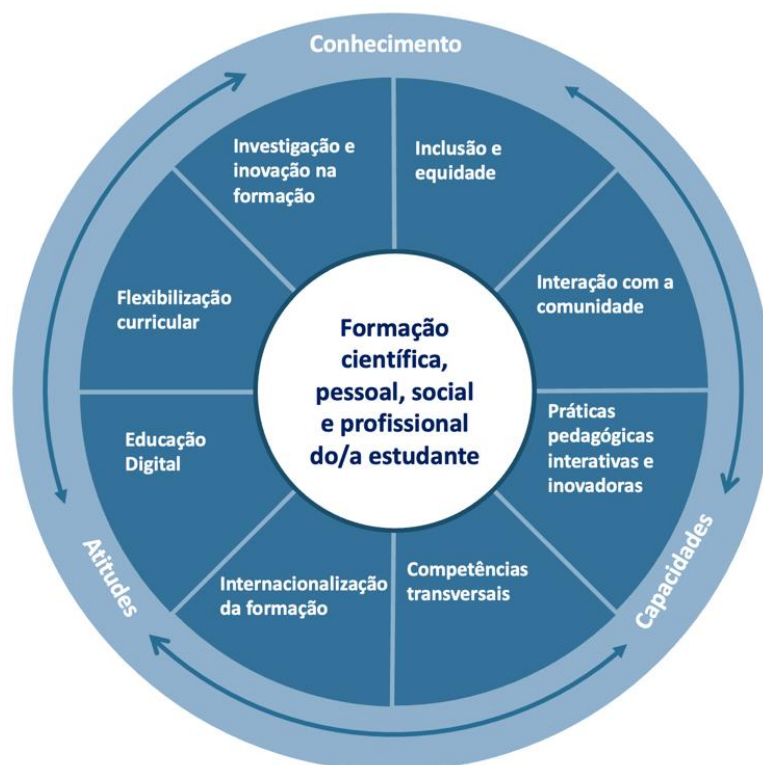 Conhecimento
Investigação e
inovação na
formação
Inclusão e
equidade
Flexibilização
curricular
Interação com a
comunidade
Formação
científica,
pessoal, social
e profissional
do/a estudante
Educação
Digital
Práticas
pedagógicas
interativas e
inovadoras
Internacionalização
da formação
Competências
transversais
Atitudes
Capacidades